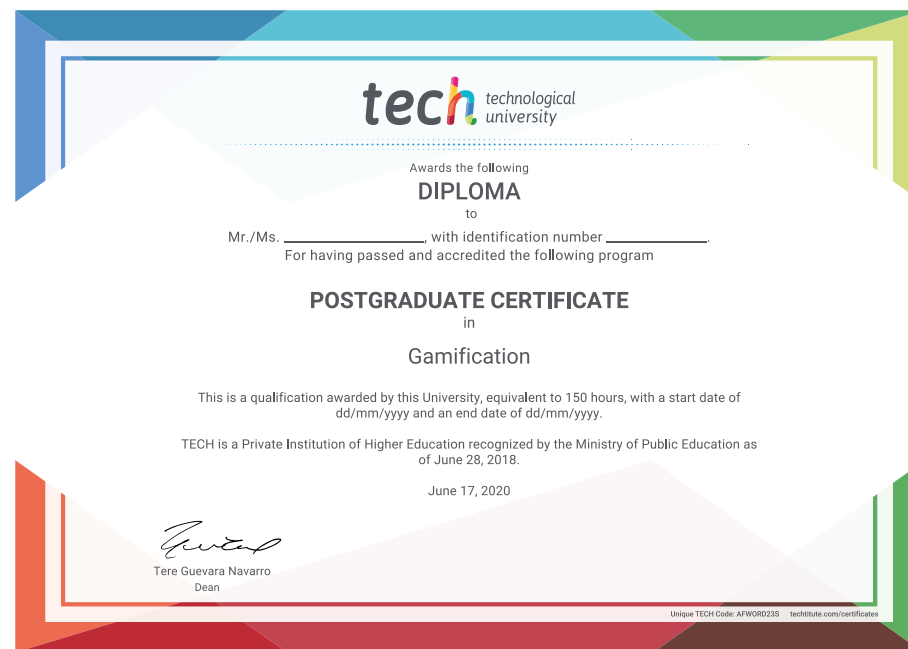 tech technological
university
Awards the following
DIPLOMA
to
Mr./Ms. ____________________, with identification number ______________.
For having passed and accredited the following program
POSTGRADUATE CERTIFICATE
in
Gamification
This is a qualification awarded by this University, equivalent to 150 hours, with a start date of
dd/mm/yyyy and an end date of dd/mm/yyyy.
TECH is a Private Institution of Higher Education recognized by the Ministry of Public Education as
of June 28, 2018.
June 17, 2020
Tere Guevara Navarro
Dean
Unique TECH Code: AFWORD23S techtitute.com/certificates